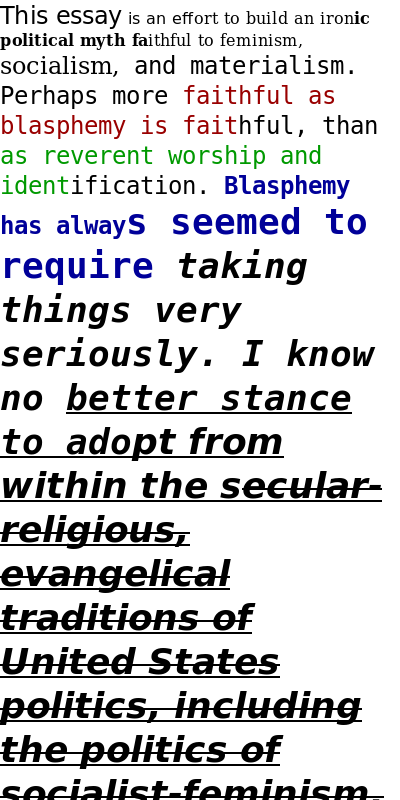 This essay is an effort to build an ironic
political myth faithful to feminism,
socialism, and materialism.
Perhaps more faithful as
blasphemy is faithful, than
as reverent worship and
identification. Blasphemy
has always seemed to
require taking
things very
seriously. I know
no better stance
to adopt from
within the secular-
religious,
evangelical
traditions of
United States
politics, including
the politics of
socialist-feminism.